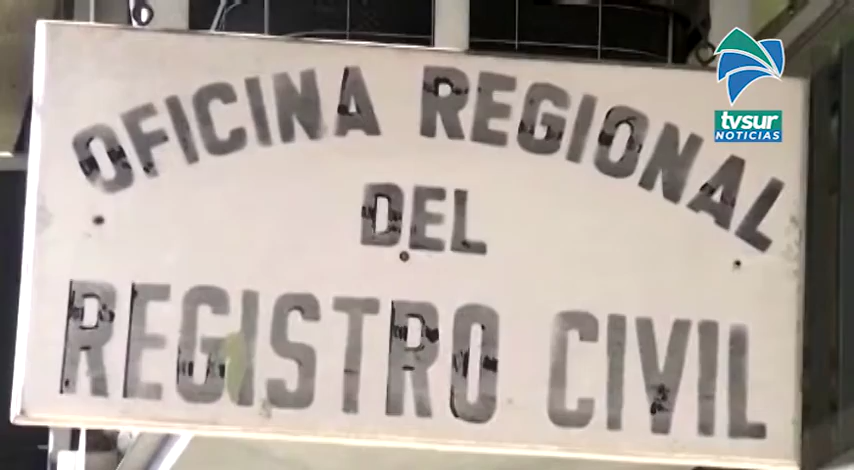 OFICINA REGIONAL
DEL
REGISTRO CIVIL
tvsur
NOTICIAS